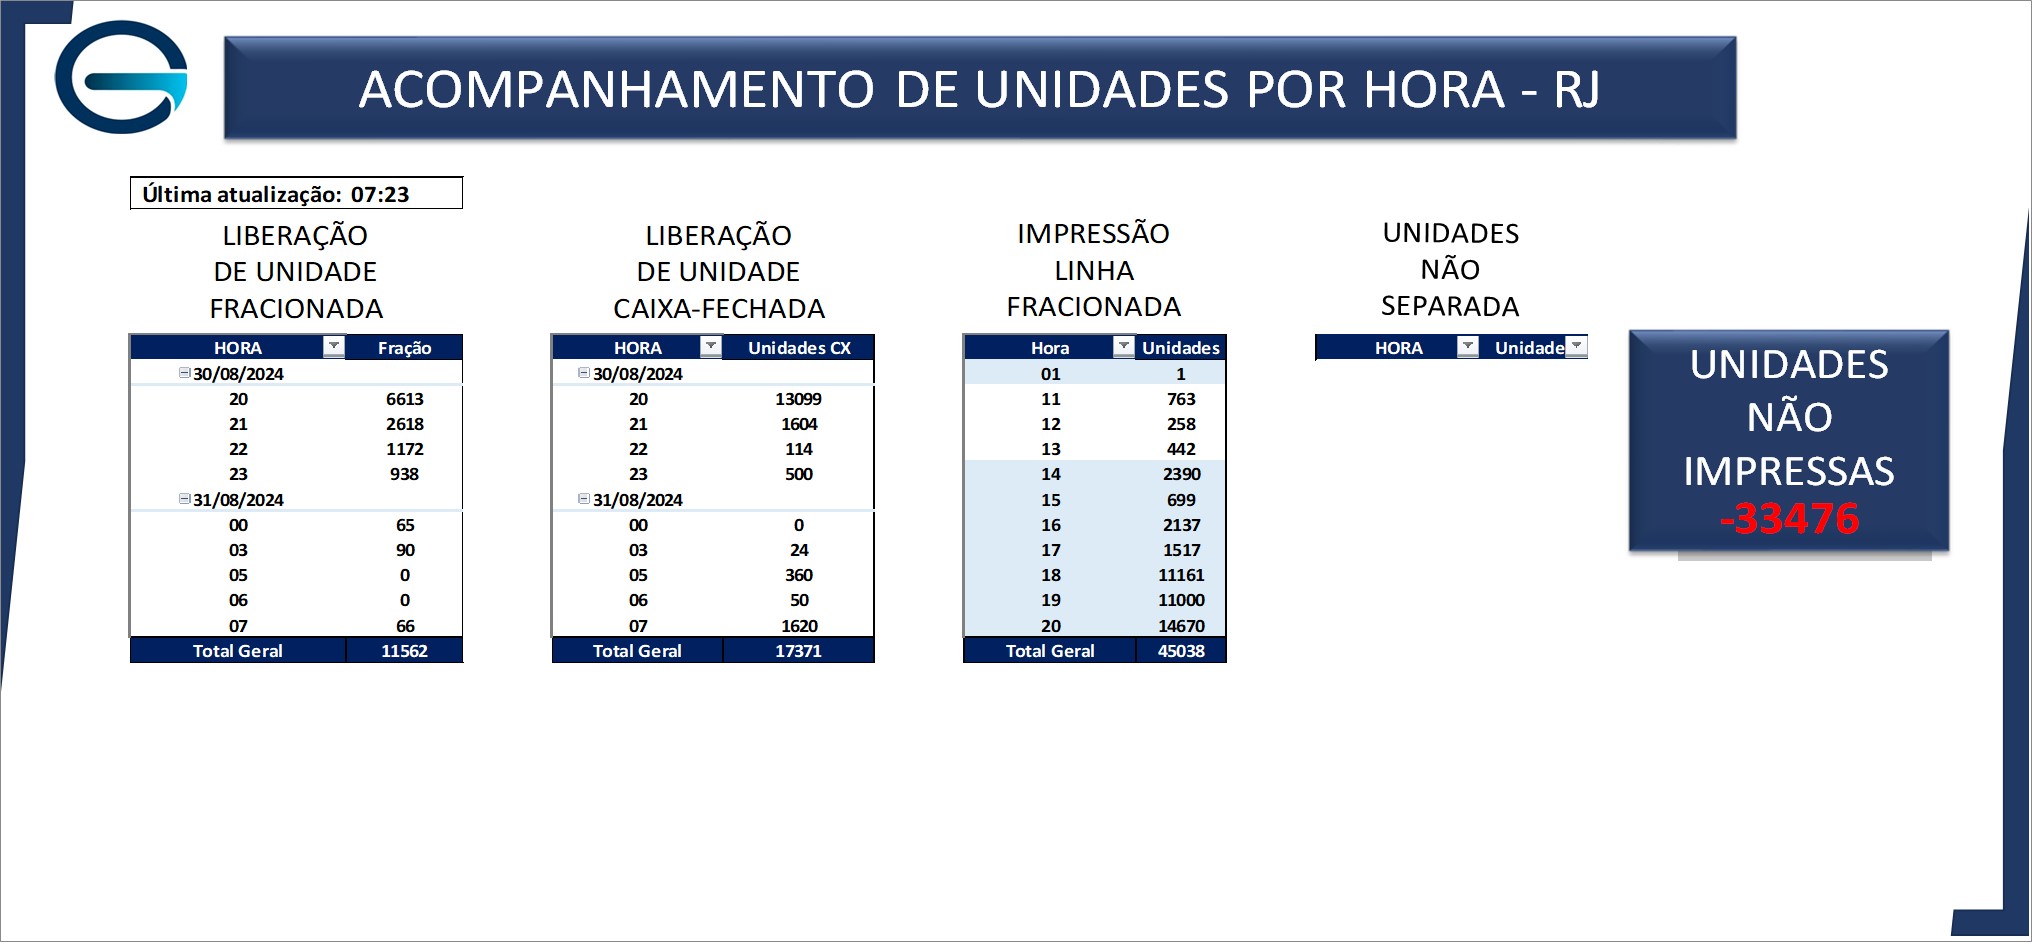 ACOMPANHAMENTO DE UNIDADES POR HORA - RJ
Última atualização: 07:23
LIBERAÇÃO
DE UNIDADE
FRACIONADA
HORA Fração
30/08/2024
20 6613
21 2618
22 1172
23 938
31/08/2024
00 65
03 90
05 0
06 0
07 66
Total Geral 11562
LIBERAÇÃO
DE UNIDADE
CAIXA-FECHADA
HORA Unidades CX
30/08/2024
20 13099
21 1604
22 114
23 500
31/08/2024
00 0
03 24
05 360
06 50
07 1620
Total Geral 17371
IMPRESSÃO
LINHA
FRACIONADA
Hora Unidades
01 1
11 763
12 258
13 442
14 2390
15 699
16 2137
17 1517
18 11161
19 11000
20 14670
Total Geral 45038
UNIDADES
NÃO
SEPARADA
HORA Unidade
UNIDADES
NÃO
IMPRESSAS
-33476